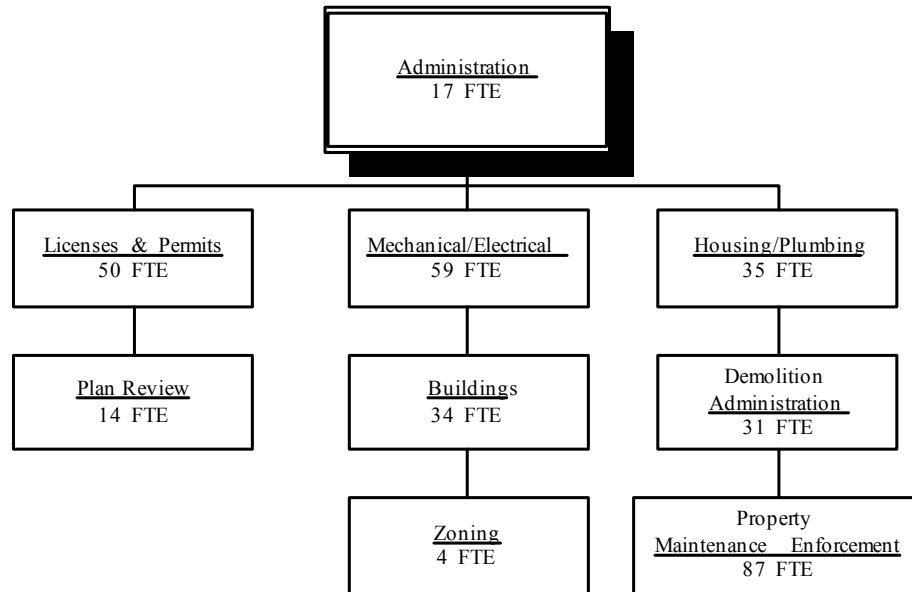 Administration
17 FTE
Licenses & Permits
50 FTE
Mechanical/Electrical
59 FTE
Housing/Plumbing
35 FTE
Plan Review
14 FTE
Buildings
34 FTE
Demolition
Administration
31 FTE
Zoning
4 FTE
Property
Maintenance Enforcement
87 FTE